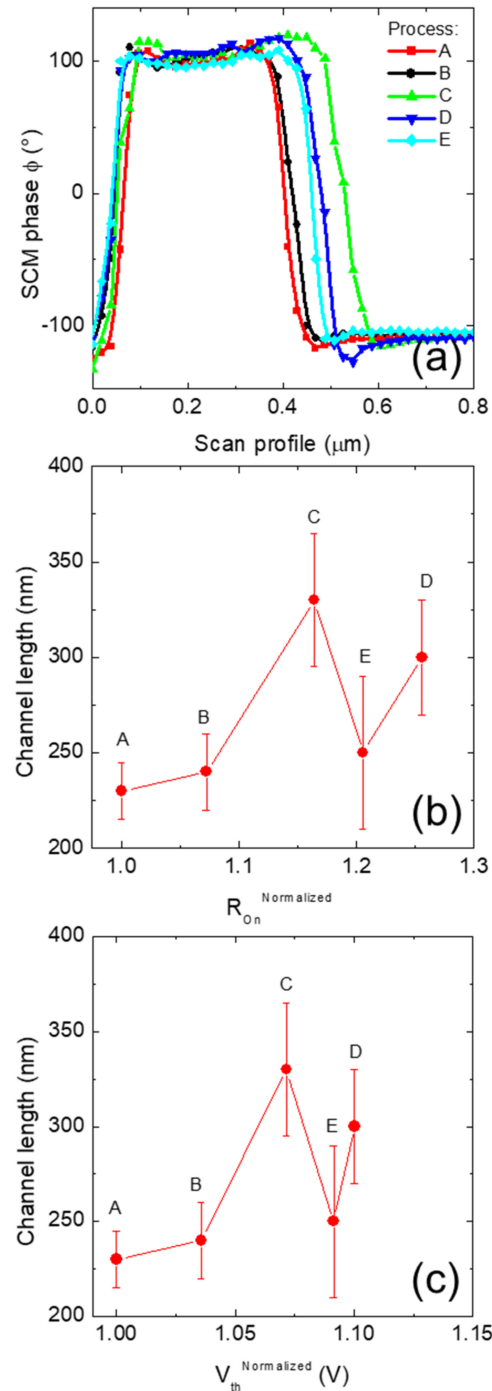 Process:
A
B
C
D
E
100
0
-100
SCM phase ϕ (°)
(a)
0.0 0.2 0.4 0.6 0.8
Scan profile (μm)
400
350
300
250
200
Channel length (nm)
A
B
C
E
D
(b)
1.0 1.1 1.2 1.3
R_On^Normalized
400
350
300
250
200
Channel length (nm)
A
B
C
E
D
(c)
1.00 1.05 1.10 1.15
V_th^Normalized (V)